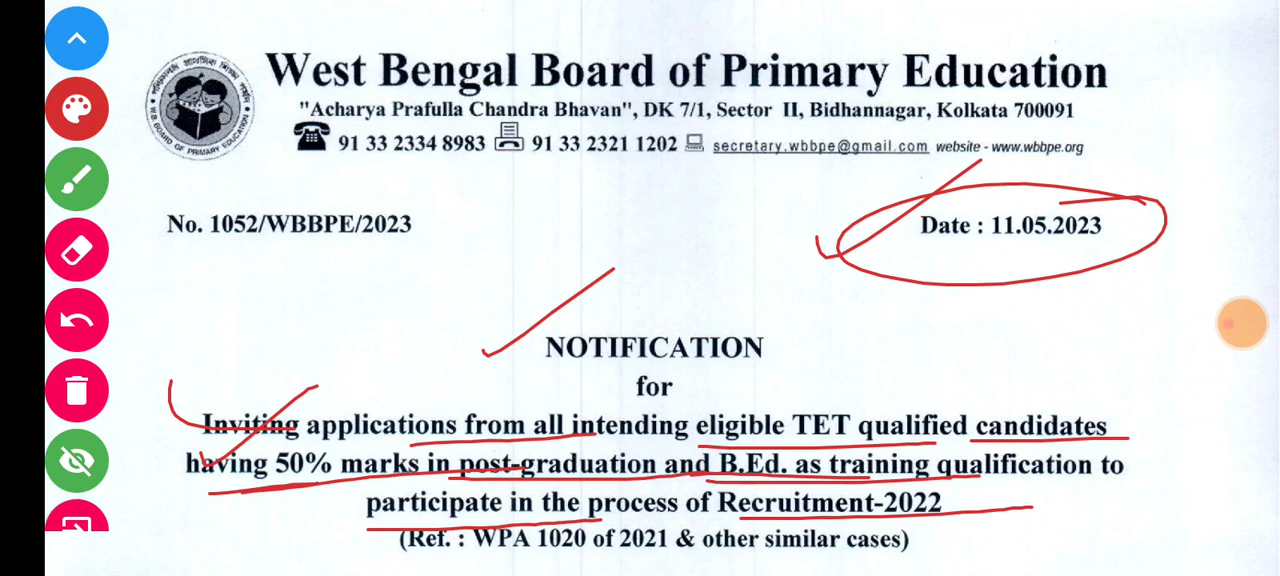 West Bengal Board of Primary Education
"Acharya Prafulla Chandra Bhavan", DK 7/1, Sector II, Bidhannagar, Kolkata 700091
91 33 2334 8983 91 33 2321 1202 secretary.wbbpe@gmail.com website - www.wbbpe.org
No. 1052/WBBPE/2023 Date : 11.05.2023
NOTIFICATION
for
Inviting applications from all intending eligible TET qualified candidates
having 50% marks in post-graduation and B.Ed. as training qualification to
participate in the process of Recruitment-2022
(Ref. : WPA 1020 of 2021 & other similar cases)